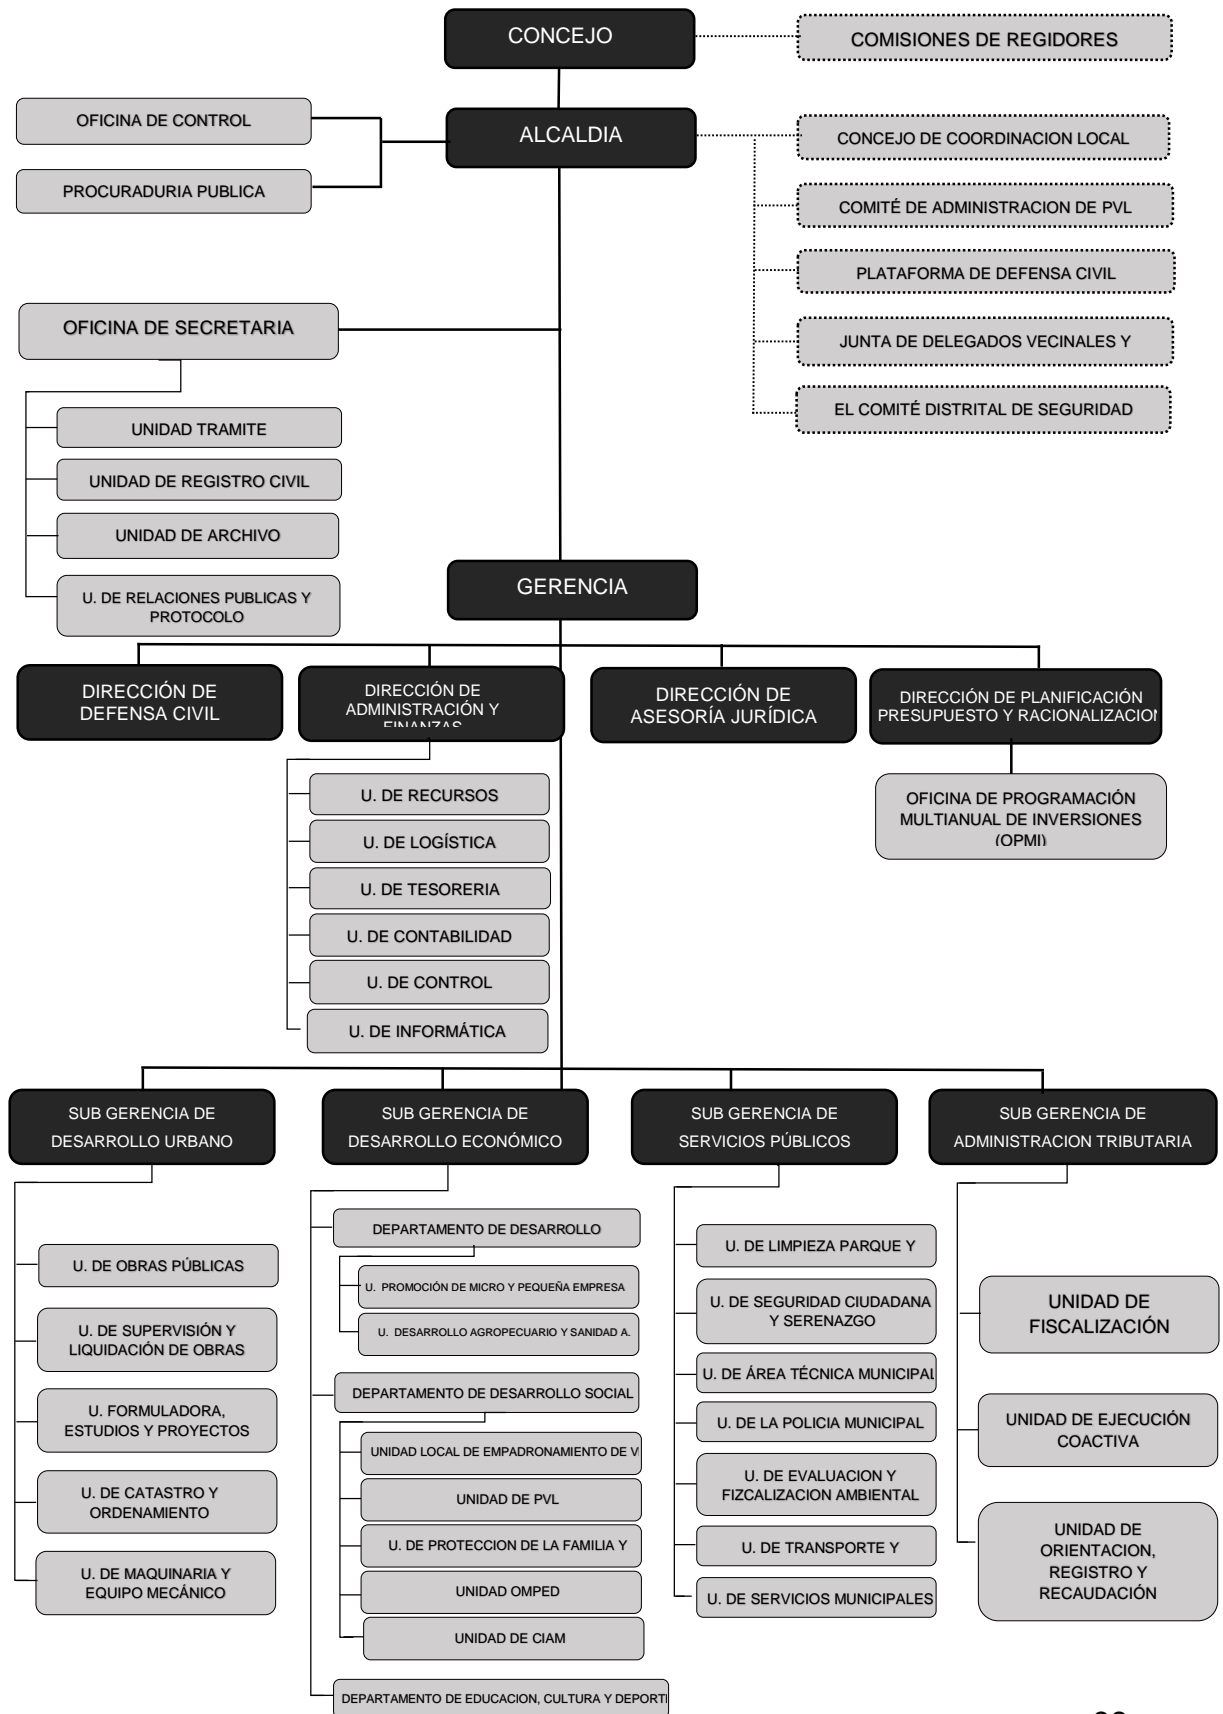 CONCEJO
COMISIONES DE REGIDORES
OFICINA DE CONTROL
ALCALDIA
CONCEJO DE COORDINACION LOCAL
PROCURADURIA PUBLICA
COMITÉ DE ADMINISTRACION DE PVL
PLATAFORMA DE DEFENSA CIVIL
OFICINA DE SECRETARIA
JUNTA DE DELEGADOS VECINALES Y
EL COMITÉ DISTRITAL DE SEGURIDAD
UNIDAD TRAMITE
UNIDAD DE REGISTRO CIVIL
UNIDAD DE ARCHIVO
U. DE RELACIONES PUBLICAS Y
PROTOCOLO
GERENCIA
DIRECCIÓN DE
DEFENSA CIVIL
DIRECCIÓN DE
ADMINISTRACIÓN Y
FINANZAS
DIRECCIÓN DE
ASESORÍA JURÍDICA
DIRECCIÓN DE PLANIFICACIÓN
PRESUPUESTO Y RACIONALIZACION
OFICINA DE PROGRAMACIÓN
MULTIANUAL DE INVERSIONES
(OPMI)
U. DE RECURSOS
U. DE LOGÍSTICA
U. DE TESORERIA
U. DE CONTABILIDAD
U. DE CONTROL
U. DE INFORMÁTICA
SUB GERENCIA DE
DESARROLLO URBANO
SUB GERENCIA DE
DESARROLLO ECONÓMICO
SUB GERENCIA DE
SERVICIOS PÚBLICOS
SUB GERENCIA DE
ADMINISTRACION TRIBUTARIA
U. DE OBRAS PÚBLICAS
U. DE SUPERVISIÓN Y
LIQUIDACIÓN DE OBRAS
U. FORMULADORA,
ESTUDIOS Y PROYECTOS
U. DE CATASTRO Y
ORDENAMIENTO
U. DE MAQUINARIA Y
EQUIPO MECÁNICO
DEPARTAMENTO DE DESARROLLO
U. PROMOCIÓN DE MICRO Y PEQUEÑA EMPRESA
U. DESARROLLO AGROPECUARIO Y SANIDAD A.
DEPARTAMENTO DE DESARROLLO SOCIAL
UNIDAD LOCAL DE EMPADRONAMIENTO DE V
UNIDAD DE PVL
U. DE PROTECCION DE LA FAMILIA Y
UNIDAD OMPED
UNIDAD DE CIAM
DEPARTAMENTO DE EDUCACION, CULTURA Y DEPORT
U. DE LIMPIEZA PARQUE Y
U. DE SEGURIDAD CIUDADANA
Y SERENAZGO
U. DE ÁREA TÉCNICA MUNICIPAL
U. DE LA POLICIA MUNICIPAL
U. DE EVALUACION Y
FIZCALIZACION AMBIENTAL
U. DE TRANSPORTE Y
U. DE SERVICIOS MUNICIPALES
UNIDAD DE
FISCALIZACIÓN
UNIDAD DE EJECUCIÓN
COACTIVA
UNIDAD DE
ORIENTACION,
REGISTRO Y
RECAUDACIÓN